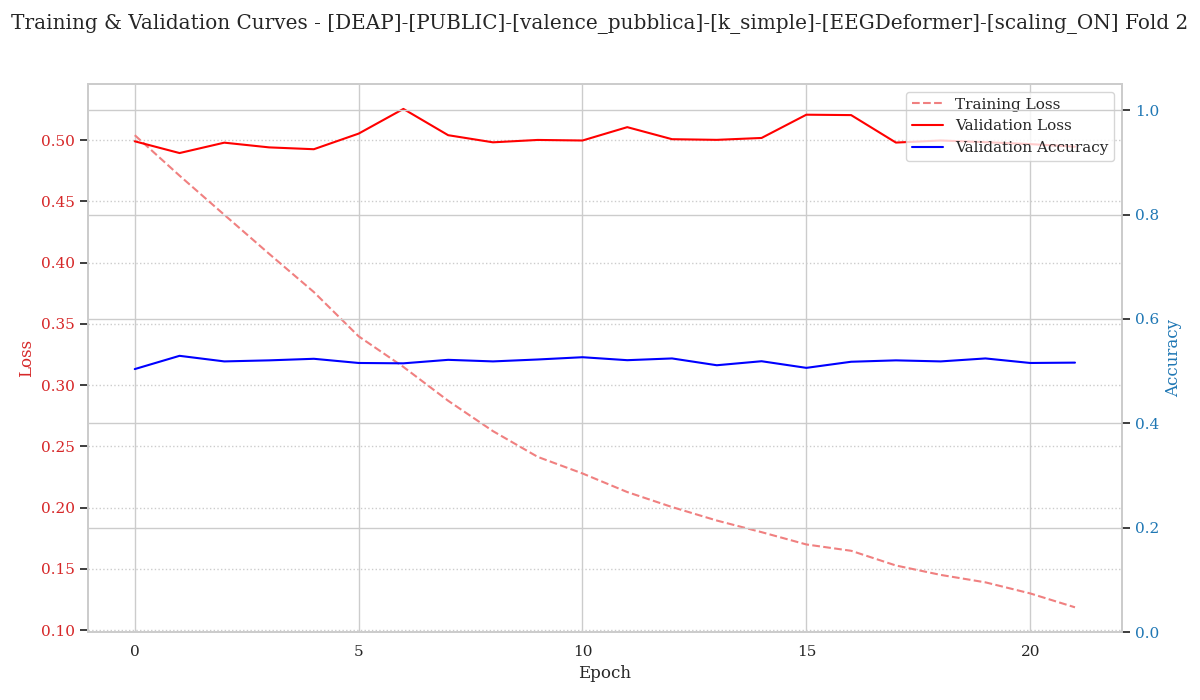 Training & Validation Curves - [DEAP]-[PUBLIC]-[valence_pubblica]-[k_simple]-[EEGDeformer]-[scaling_ON] Fold 2
Training Loss
Validation Loss
Validation Accuracy
0.50
0.45
0.40
0.35
0.30
0.25
0.20
0.15
0.10
Loss
1.0
0.8
0.6
0.4
0.2
0.0
Accuracy
0 5 10 15 20
Epoch